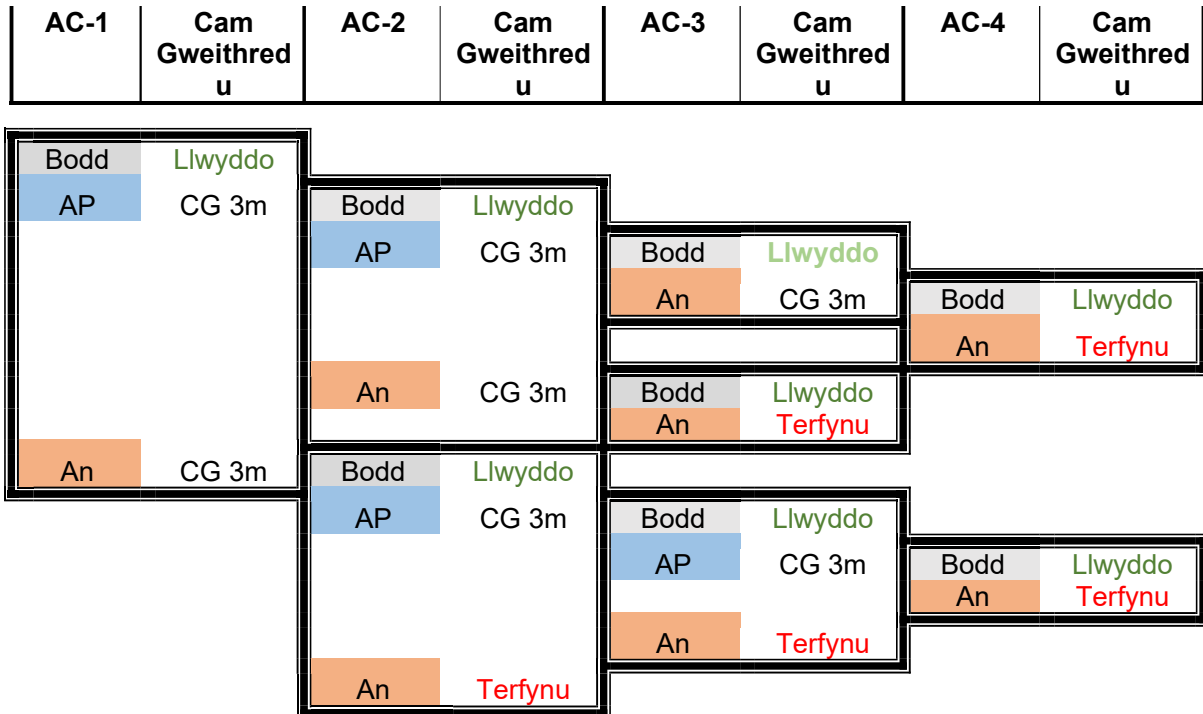 AC-1 Cam Gweithred u AC-2 Cam Gweithred u AC-3 Cam Gweithred u AC-4 Cam Gweithred u
Bodd Llwyddo
AP CG 3m Bodd Llwyddo
AP CG 3m Bodd Llwyddo
An CG 3m Bodd Llwyddo
An Terfynu
An CG 3m Bodd Llwyddo
An Terfynu
An CG 3m Bodd Llwyddo
AP CG 3m Bodd Llwyddo
AP CG 3m Bodd Llwyddo
An Terfynu
An Terfynu
An Terfynu